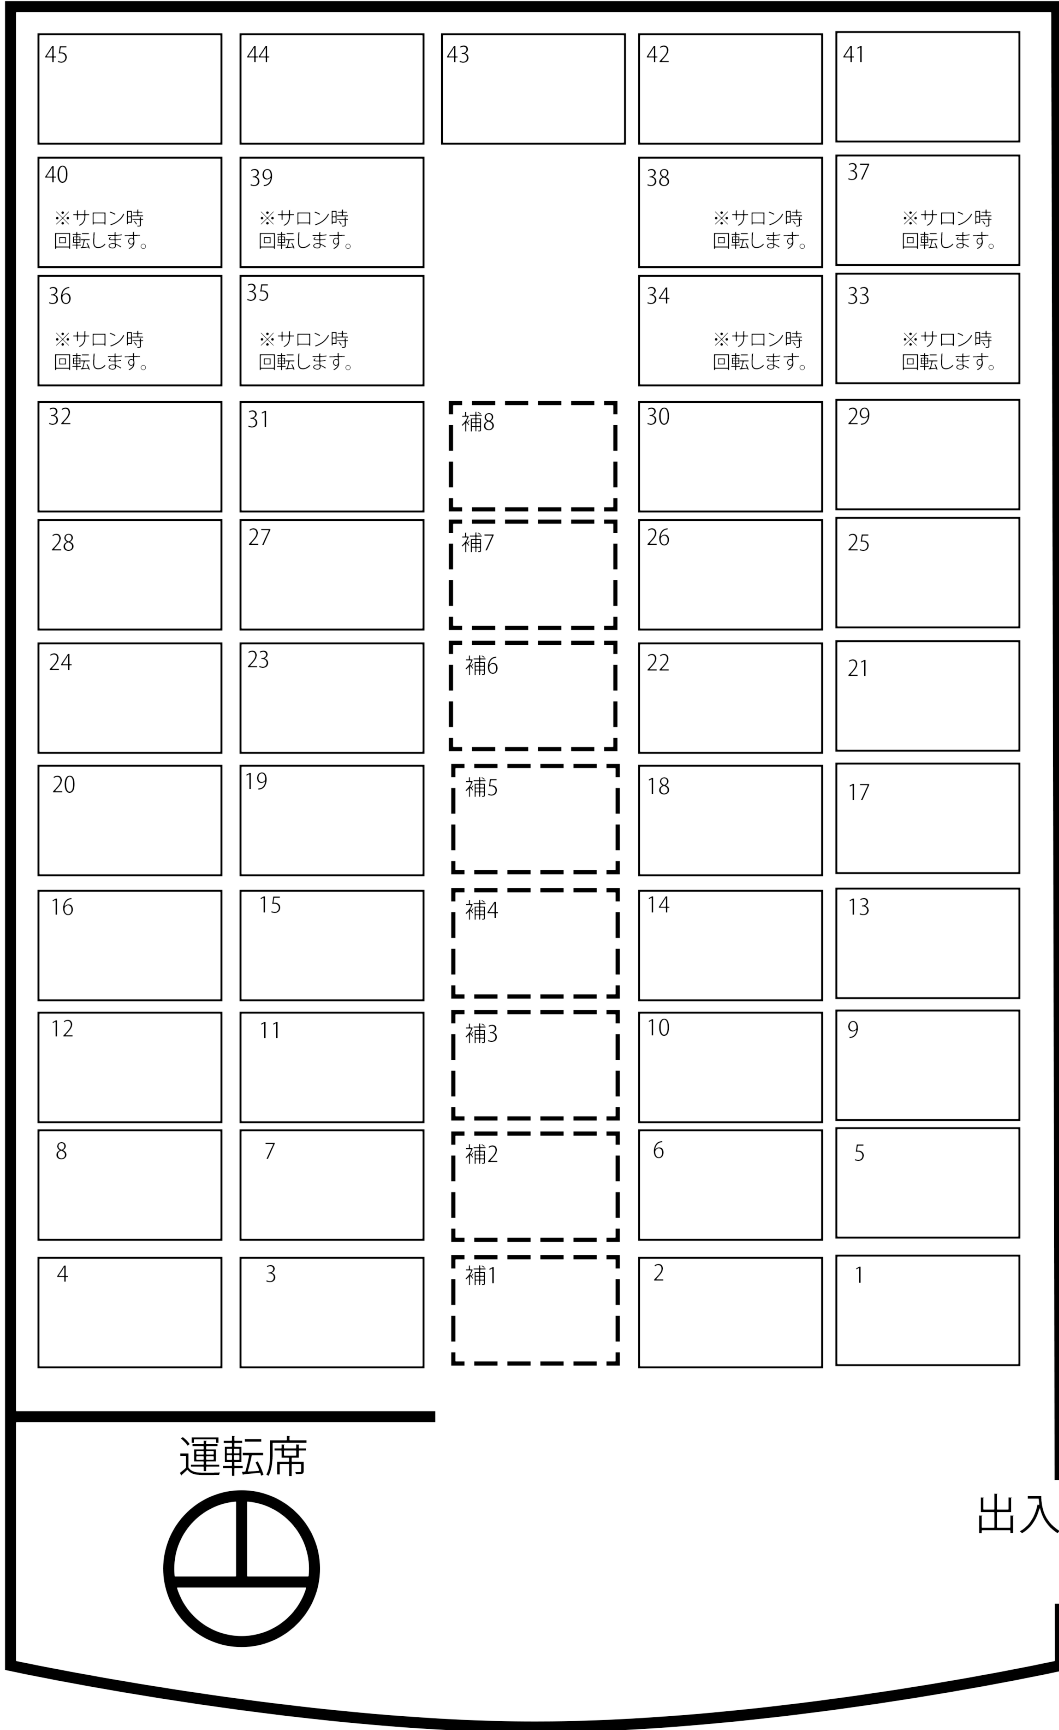 45
44
43
42
41
40
※サロン時
回転します。
39
※サロン時
回転します。
38
※サロン時
回転します。
37
※サロン時
回転します。
36
※サロン時
回転します。
35
※サロン時
回転します。
34
※サロン時
回転します。
33
※サロン時
回転します。
32
31
補8
30
29
28
27
補7
26
25
24
23
補6
22
21
20
19
補5
18
17
16
15
補4
14
13
12
11
補3
10
9
8
7
補2
6
5
4
3
補1
2
1
運転席
出入